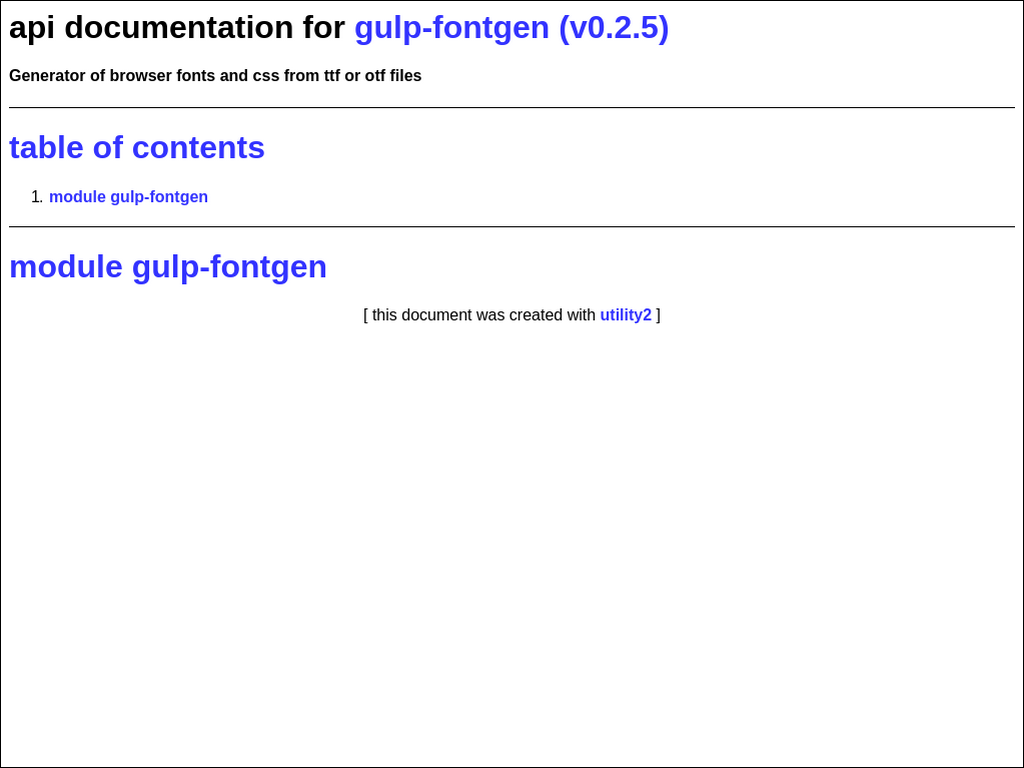 api documentation for gulp-fontgen (v0.2.5)
Generator of browser fonts and css from ttf or otf files
table of contents
1. module gulp-fontgen
module gulp-fontgen
[ this document was created with utility2 ]